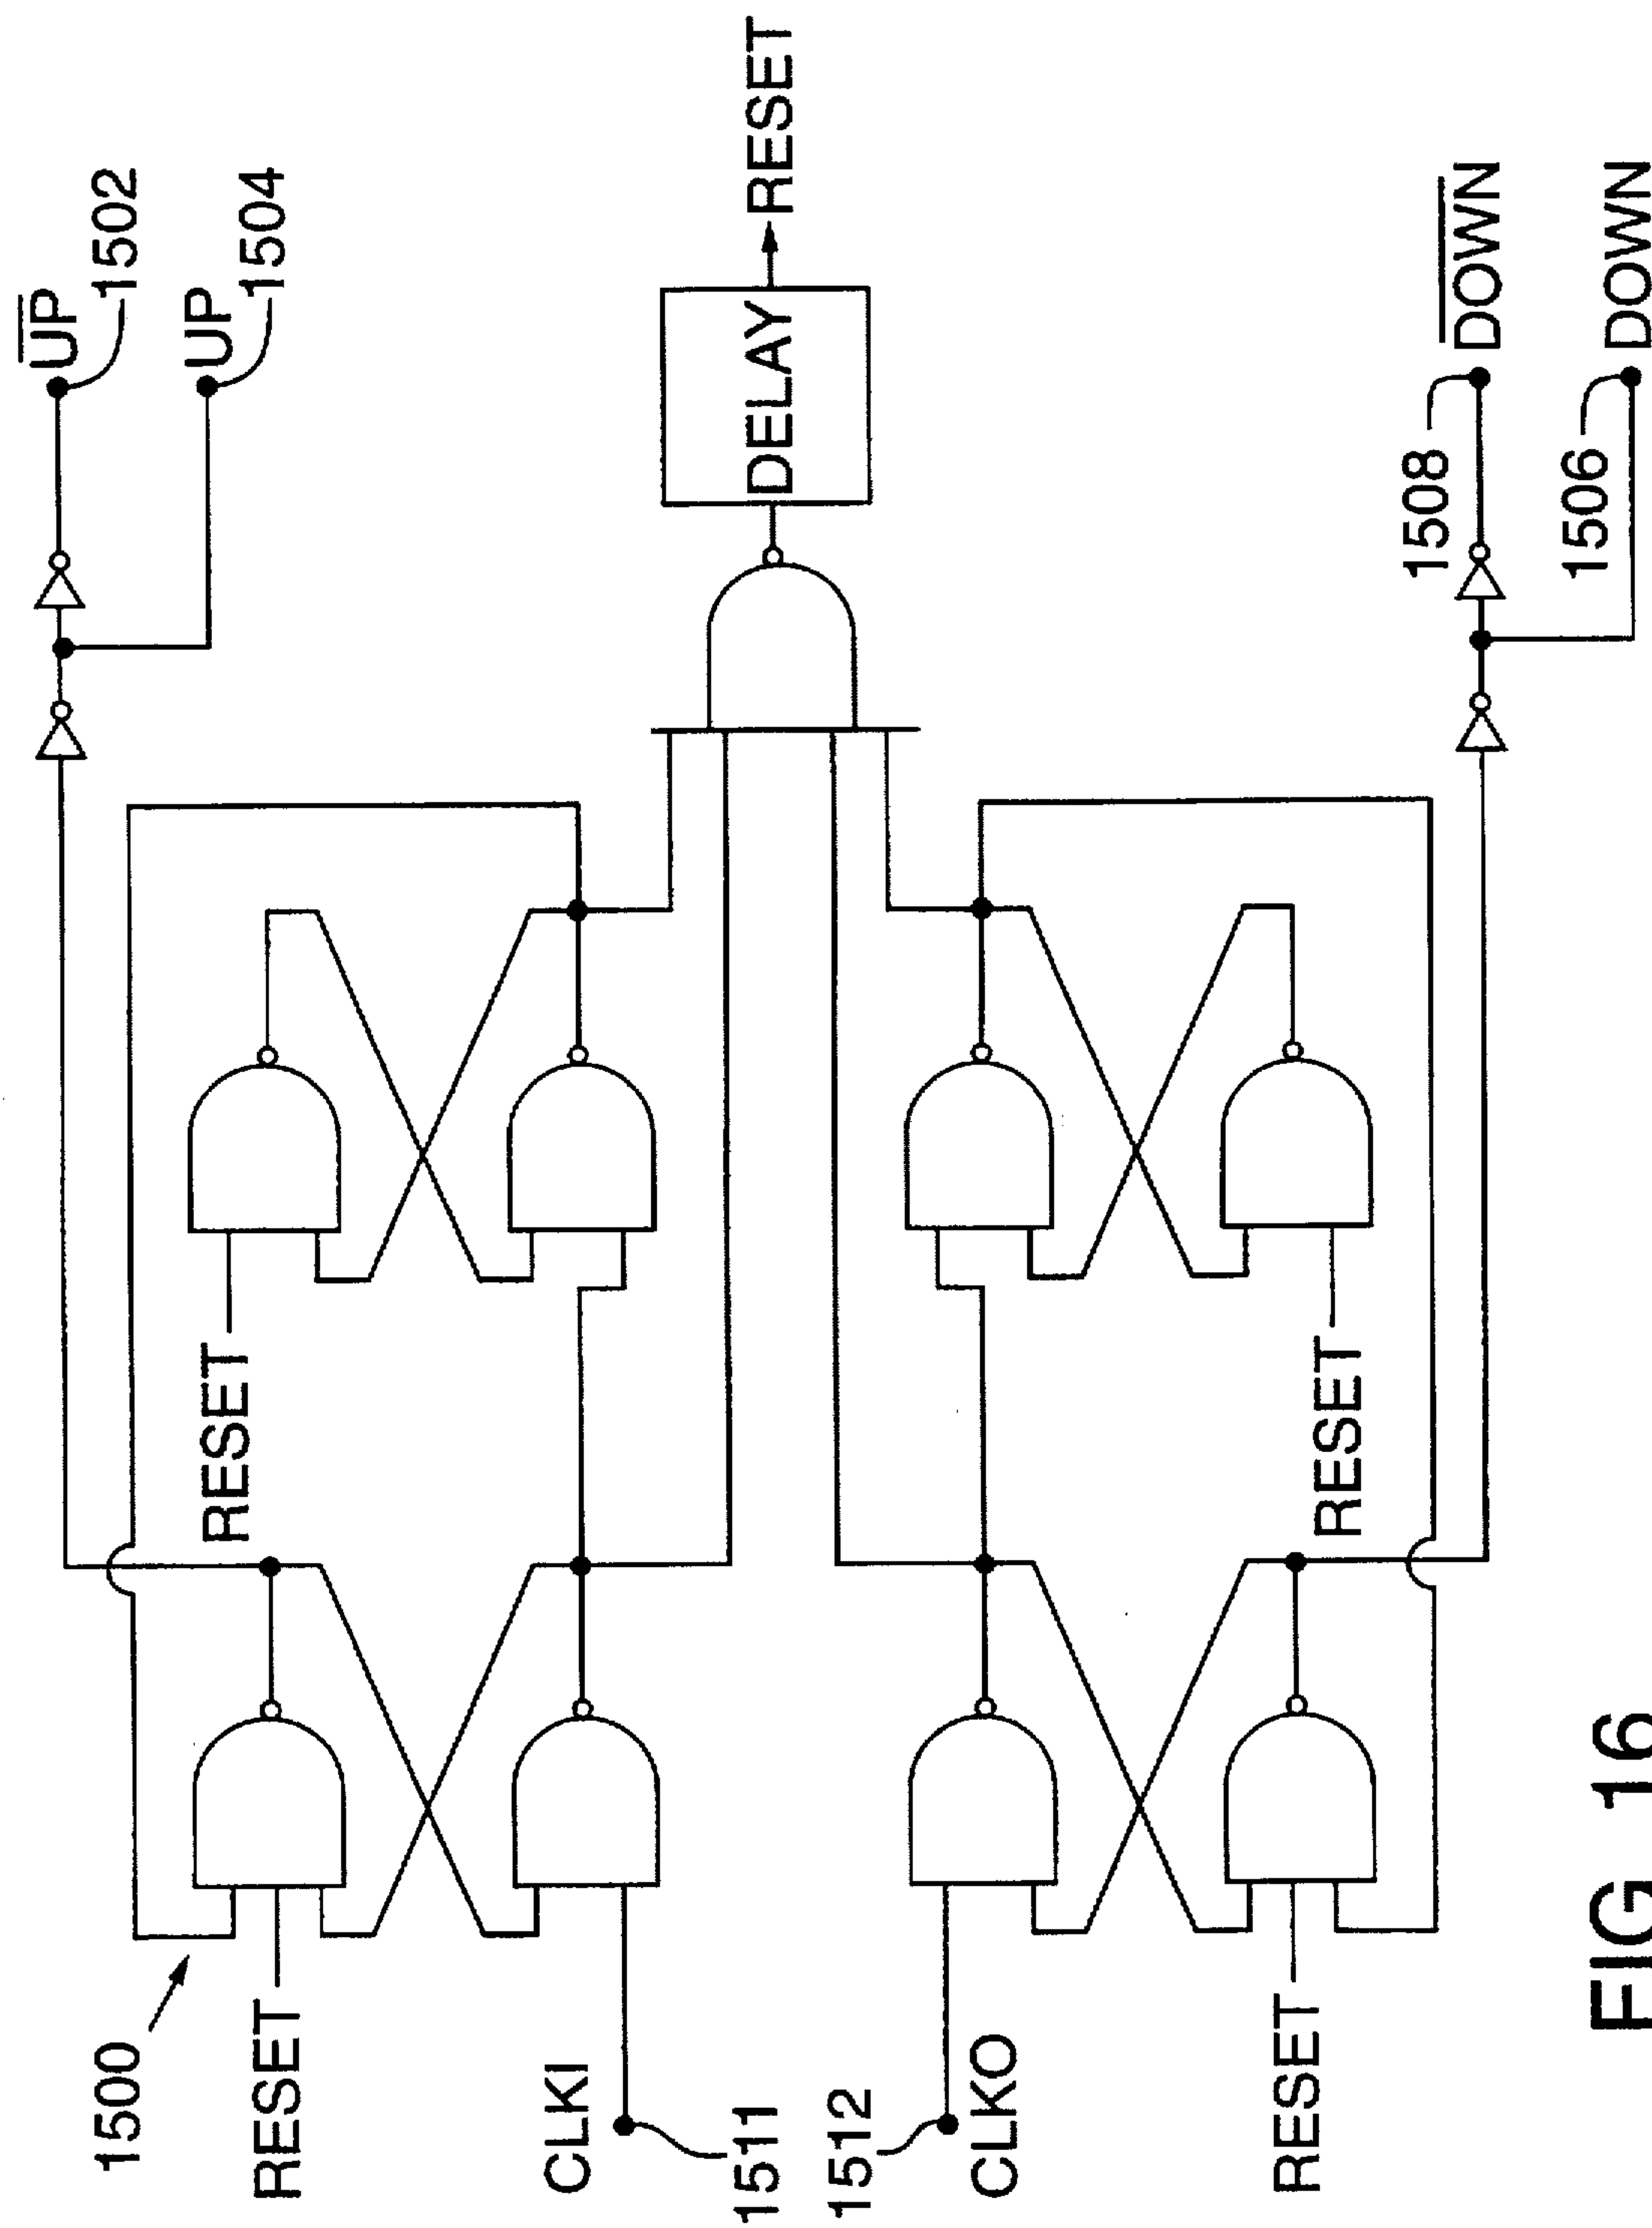 UP
1502
UP
1504
1500
RESET
RESET
CLKI
1511
DELAY
RESET
1512
CLKO
RESET
RESET
1508
DOWN
1506
DOWN
FIG 16